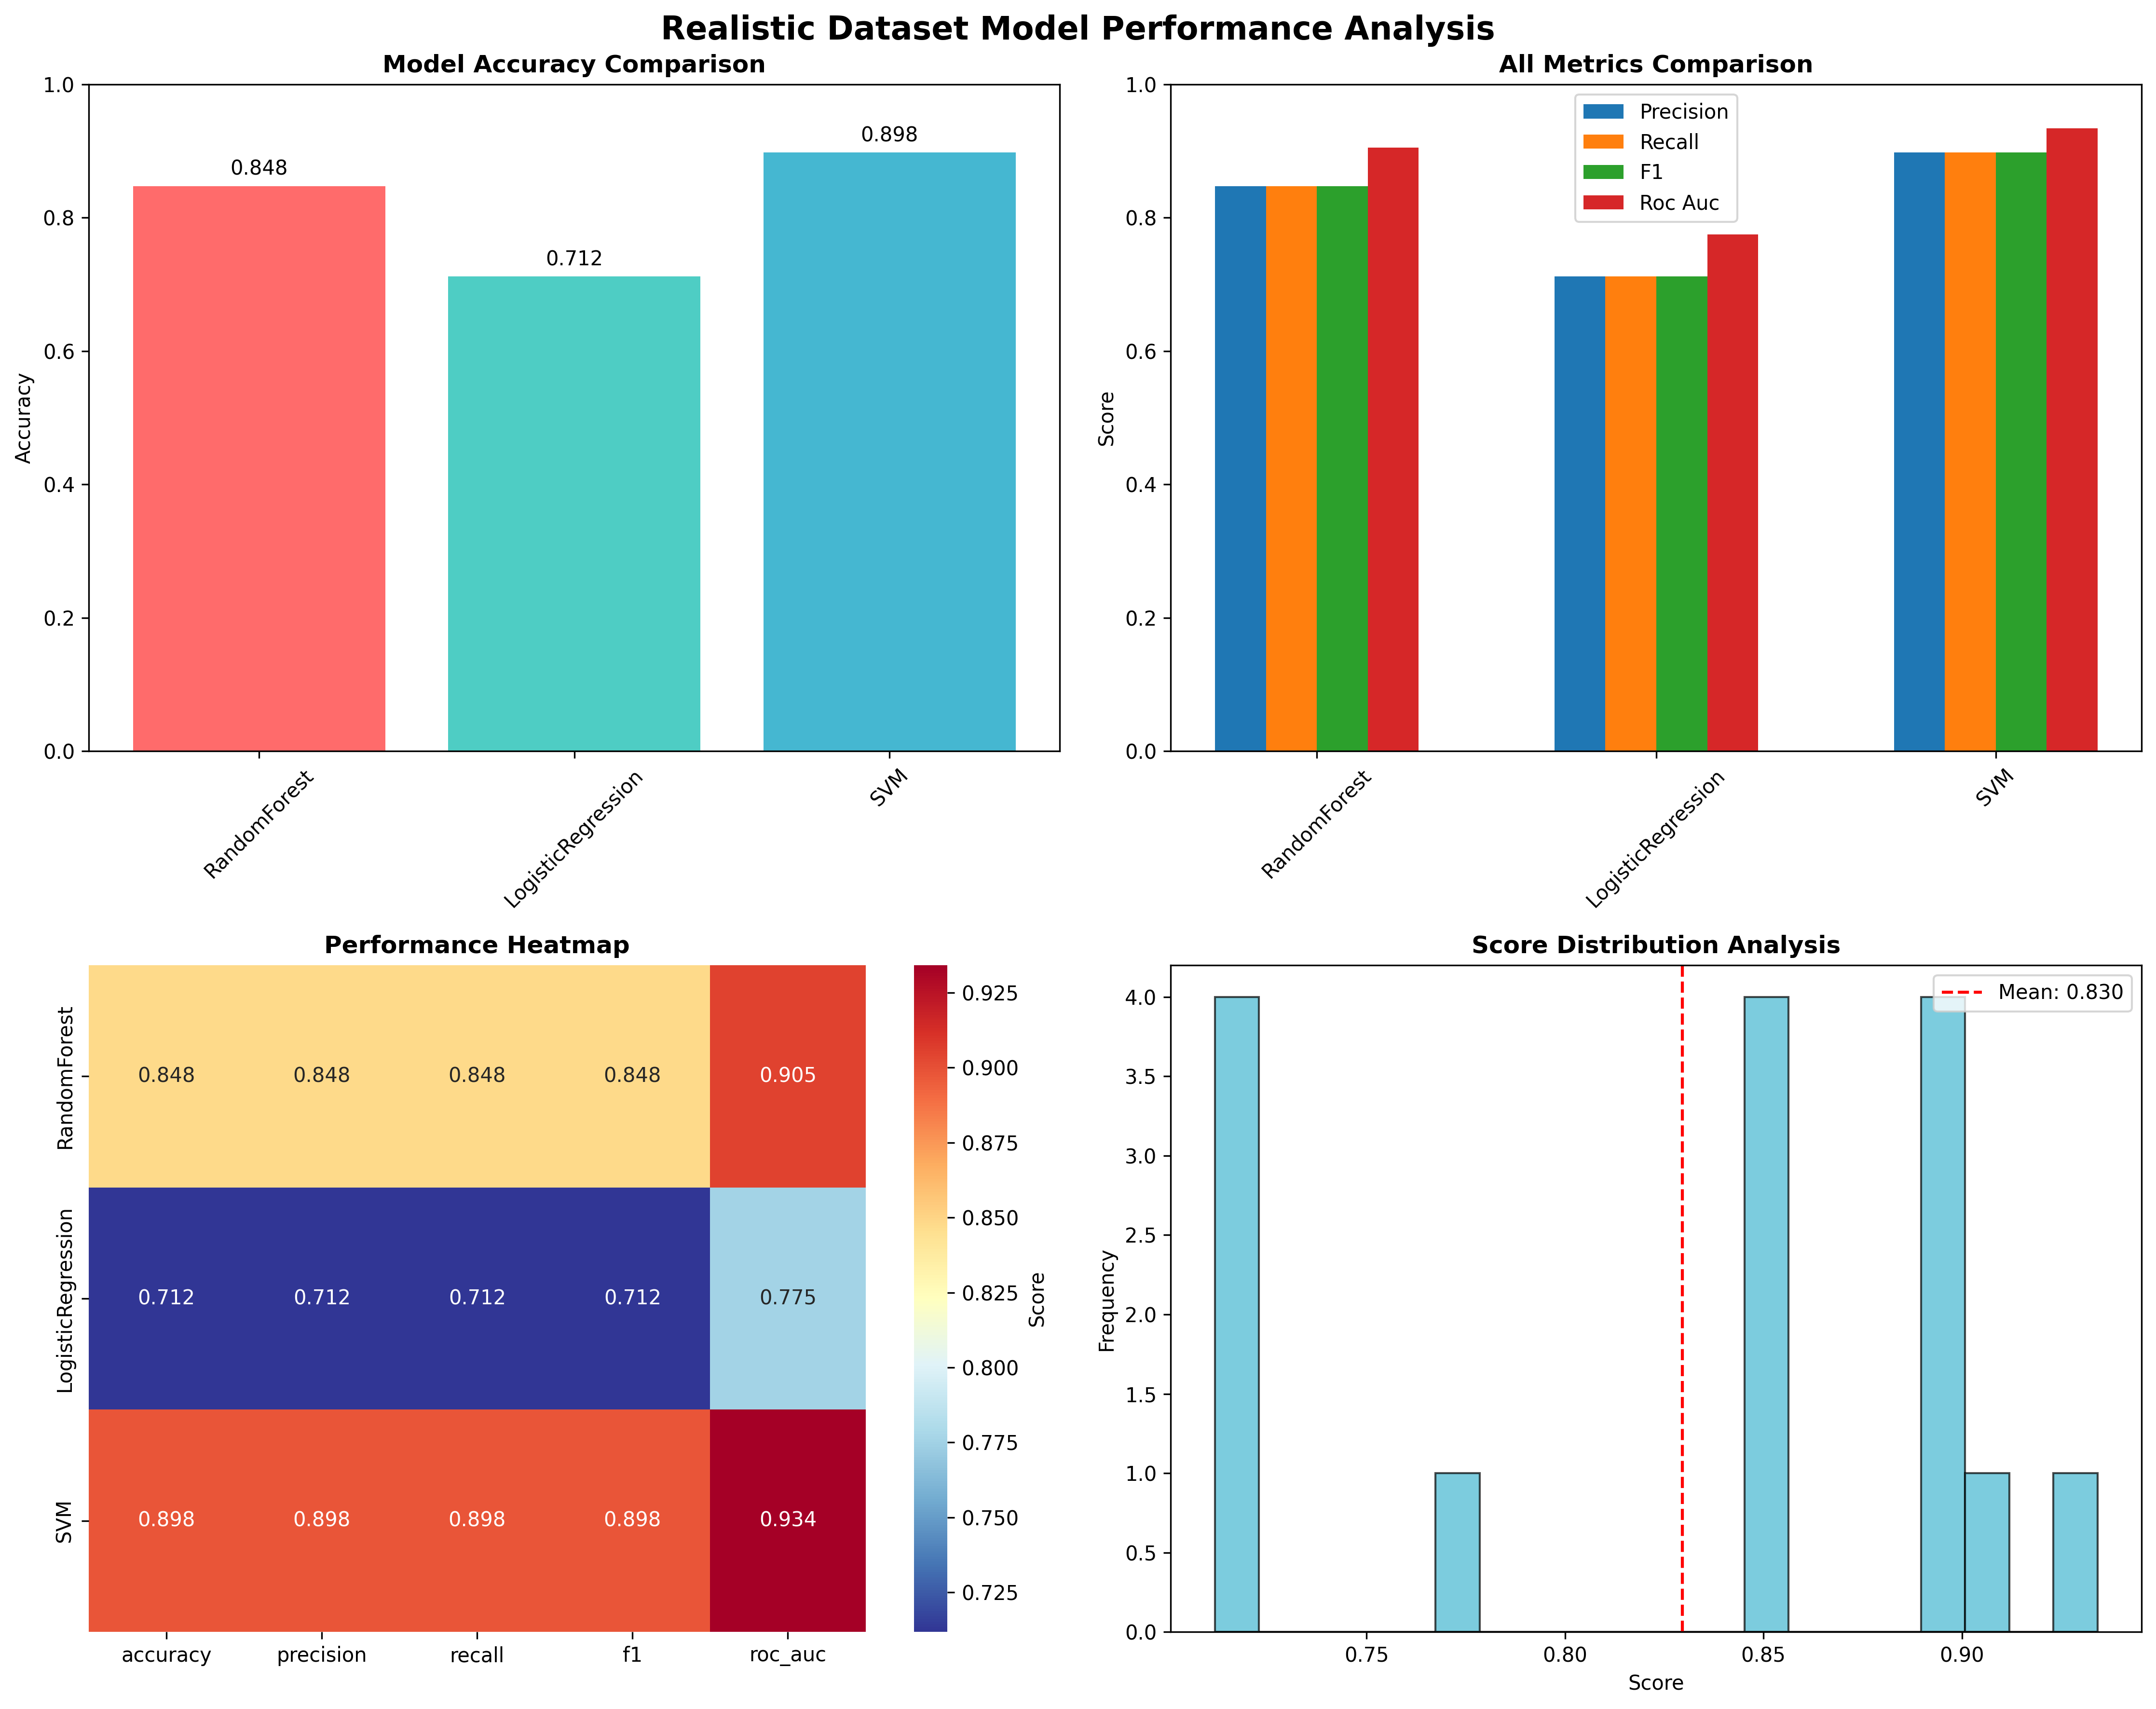 Realistic Dataset Model Performance Analysis
Model Accuracy Comparison
1.0
0.8
0.6
0.4
0.2
0.0
Accuracy
0.848
0.712
0.898
RandomForest
LogisticRegression
SVM
All Metrics Comparison
Precision
Recall
F1
Roc Auc
1.0
0.8
0.6
0.4
0.2
0.0
Score
RandomForest
LogisticRegression
SVM
Performance Heatmap
RandomForest
0.848 0.848 0.848 0.848 0.905
LogisticRegression
0.712 0.712 0.712 0.712 0.775
SVM
0.898 0.898 0.898 0.898 0.934
accuracy precision recall f1 roc_auc
0.925
0.900
0.875
0.850
0.825
0.800
0.775
0.750
0.725
Score
Score Distribution Analysis
Mean: 0.830
4.0
3.5
3.0
2.5
2.0
1.5
1.0
0.5
0.0
Frequency
0.75 0.80 0.85 0.90
Score